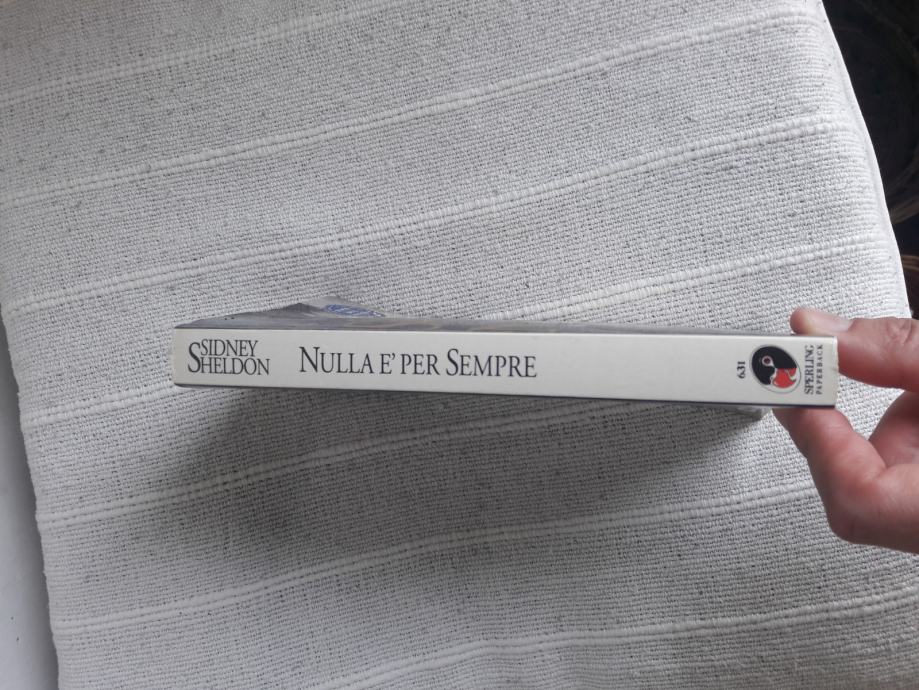 SIDNEY
SHELDON
NULLA E' PER SEMPRE
631
SPERLING
PAPERBACK